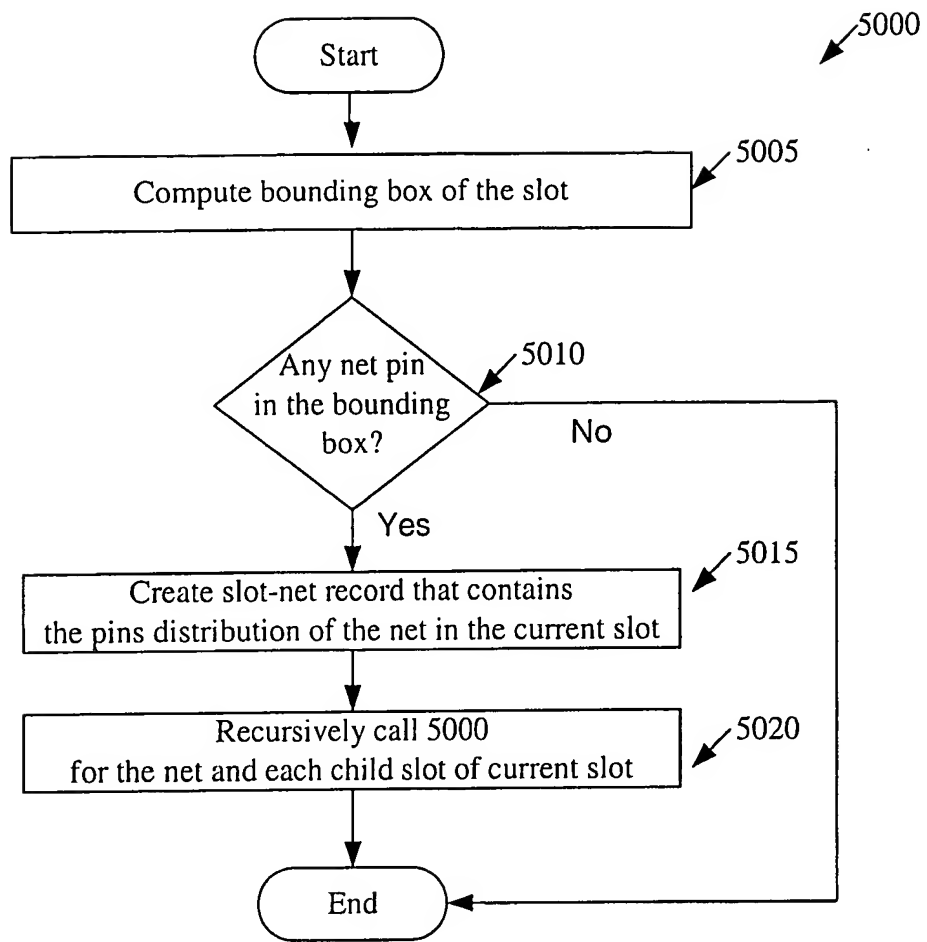 5000
Start
5005
Compute bounding box of the slot
5010
Any net pin
in the bounding
box?
No
Yes
5015
Create slot-net record that contains
the pins distribution of the net in the current slot
5020
Recursively call 5000
for the net and each child slot of current slot
End